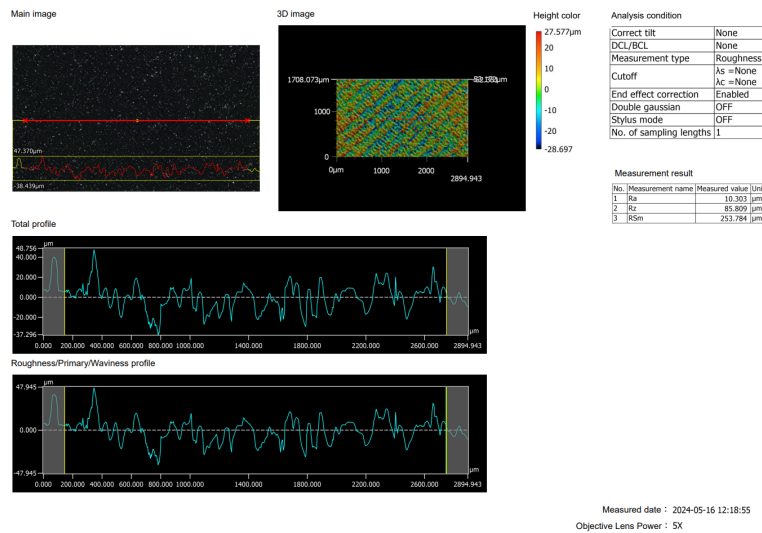 Main image
3D image
Height color
Analysis condition
47.370µm
-38.439µm
1708.073µm
1000
0
0µm
1000
2000
2894.943
27.577µm
20
10
0
-10
-20
-28.697
Correct tilt None
DCL/BCL None
Measurement type Roughness
Cutoff λs =None
λc =None
End effect correction Enabled
Double gaussian OFF
Stylus mode OFF
No. of sampling lengths 1
Measurement result
No. Measurement name Measured value Uni
1 Ra 10.303 µm
2 Rz 85.809 µm
3 RSm 253.784 µm
Total profile
µm
48.756
40.000
20.000
0.000
-20.000
-37.296
µm
0.000 200.000 400.000 600.000 800.000 1000.000 1400.000 1800.000 2200.000 2600.000 2894.943
Roughness/Primary/Waviness profile
µm
47.945
0.000
-47.945
µm
0.000 200.000 400.000 600.000 800.000 1000.000 1400.000 1800.000 2200.000 2600.000 2894.943
Measured date : 2024-05-16 12:18:55
Objective Lens Power : 5X